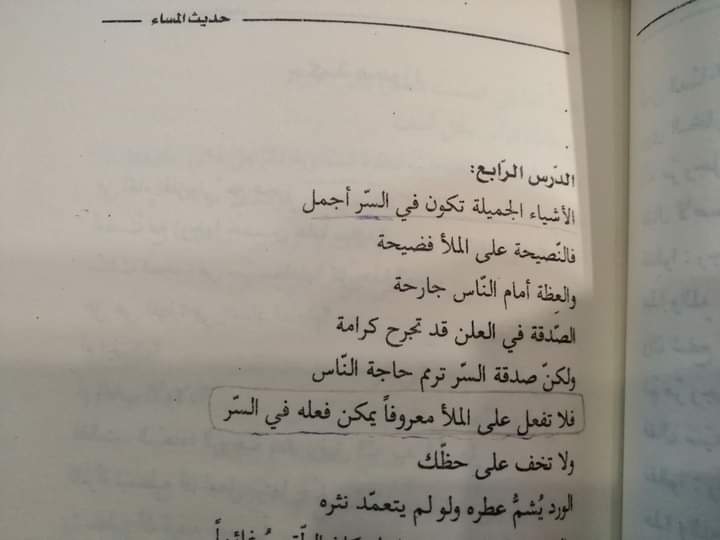 حديث المساء
الدّرس الرّابع:
الأشياء الجميلة تكون في السّر أجمل
فالنّصيحة على الملأ فضيحة
والعِظة أمام النّاس جارحة
الصّدقة في العلن قد تجرح كرامة
ولكنّ صدقة السّر ترمم حاجة النّاس
فلا تفعل على الملأ معروفاً يمكن فعله في السّر
ولا تخف على حظّك
الورد يُشمُّ عطره ولو لم يتعمّد نثره